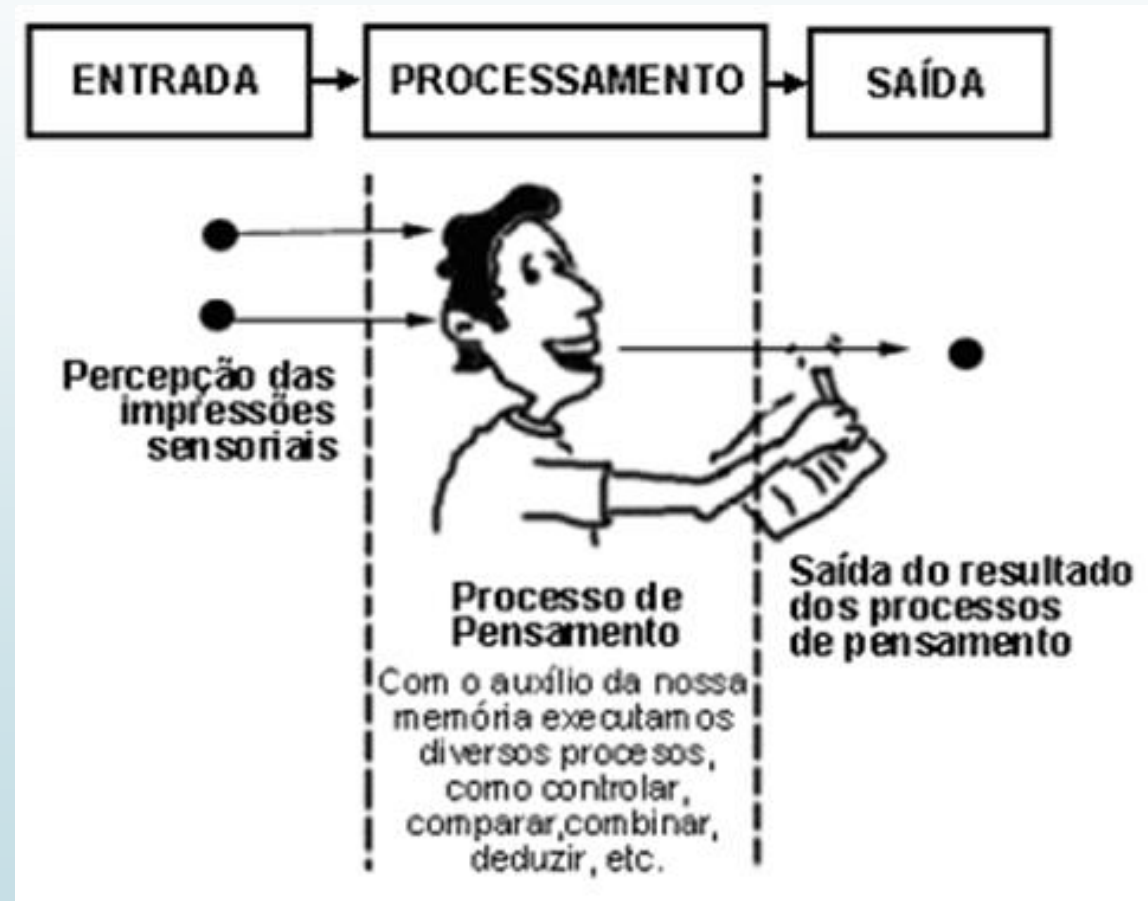 ENTRADA
PROCESSAMENTO
SAÍDA
Percepção das
impressões
sensoriais
Processo de
Pensamento
Com o auxílio da nossa
memória executamos
diversos procesos,
como controlar,
comparar,combinar,
deduzir, etc.
Saída do resultado
dos processos
de pensamento